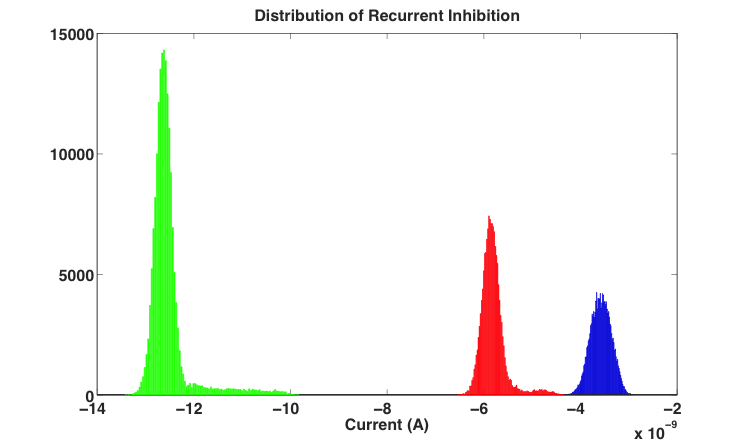 Distribution of Recurrent Inhibition
15000
10000
5000
0
−14 −12 −10 −8 −6 −4 −2
Current (A)
x 10⁻⁹